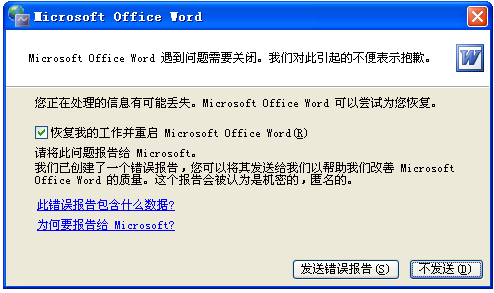 Microsoft Office Word
Microsoft Office Word 遇到问题需要关闭。我们对此引起的不便表示抱歉。
W
您正在处理的信息有可能丢失。Microsoft Office Word 可以尝试为您恢复。
恢复我的工作并重启 Microsoft Office Word(R)
请将此问题报告给 Microsoft。
我们已创建了一个错误报告,您可以将其发送给我们以帮助我们改善 Microsoft
Office Word 的质量。这个报告会被认为是机密的,匿名的。
此错误报告包含什么数据?
为何要报告给 Microsoft?
发送错误报告(S)
不发送(D)